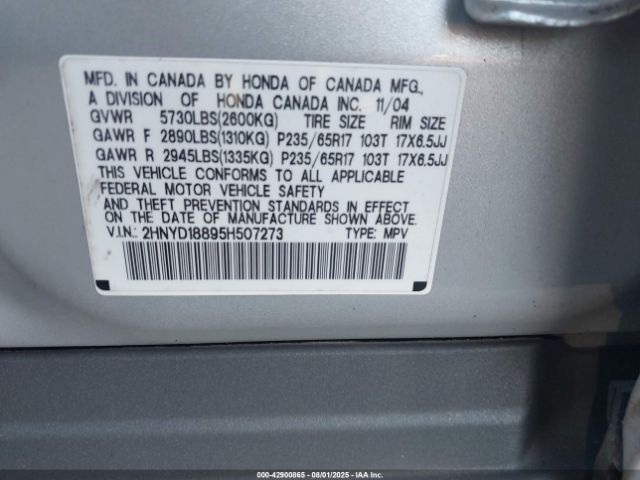 MFD. IN CANADA BY HONDA OF CANADA MFG.,
A DIVISION OF HONDA CANADA INC. 11/04
GVWR 5730LBS(2600KG) TIRE SIZE RIM SIZE
GAWR F 2890LBS(1310KG) P235/65R17 103T 17X6.5JJ
GAWR R 2945LBS(1335KG) P235/65R17 103T 17X6.5JJ
THIS VEHICLE CONFORMS TO ALL APPLICABLE
FEDERAL MOTOR VEHICLE SAFETY
AND THEFT PREVENTION STANDARDS IN EFFECT
ON THE DATE OF MANUFACTURE SHOWN ABOVE.
V.I.N.: 2HNYD18895H507273 TYPE: MPV
000-42900865 - 08/01/2025 - IAA Inc.